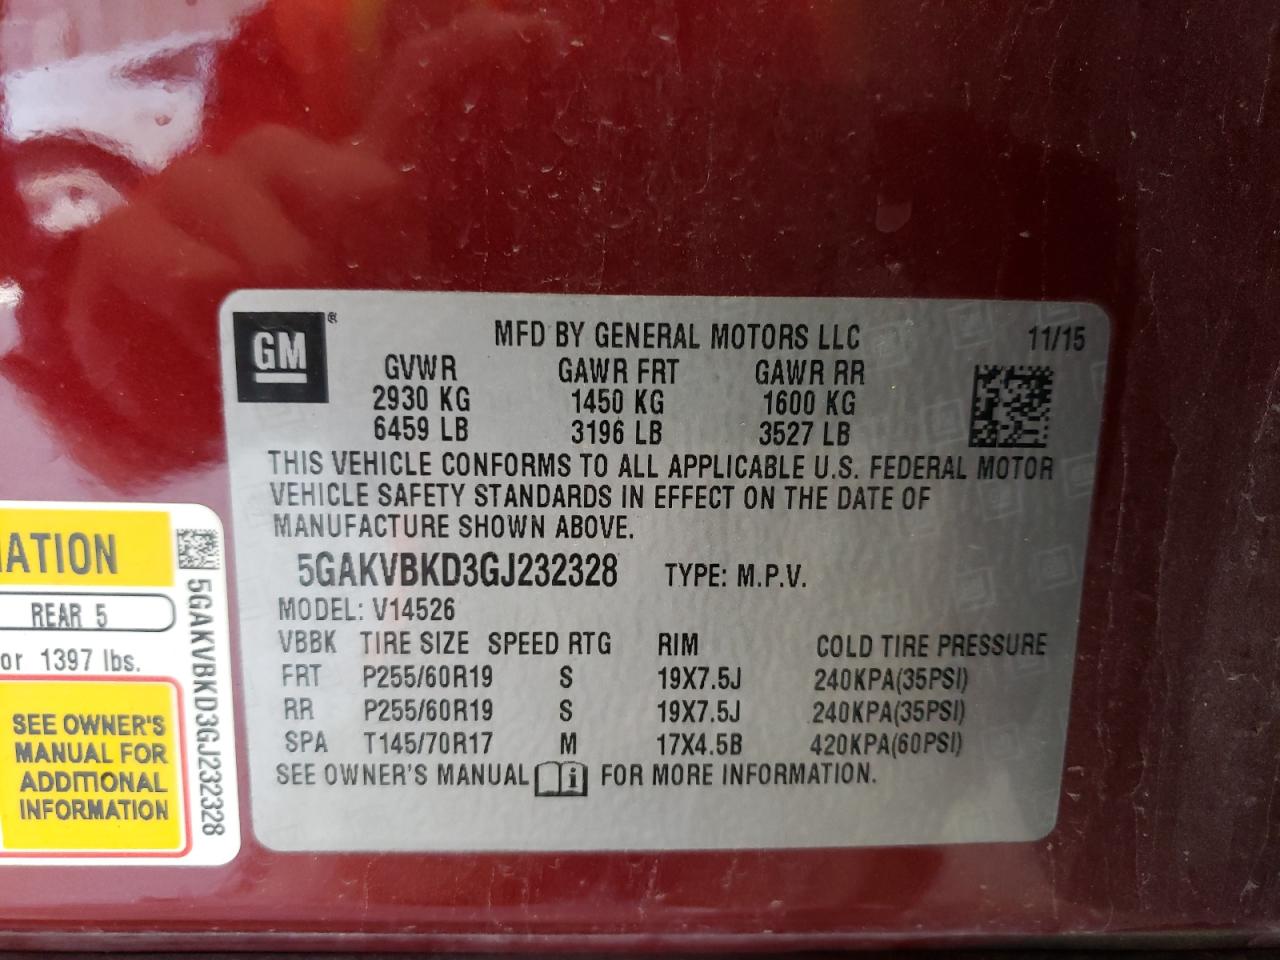 GM®
MFD BY GENERAL MOTORS LLC 11/15
GVWR GAWR FRT GAWR RR
2930 KG 1450 KG 1600 KG
6459 LB 3196 LB 3527 LB
THIS VEHICLE CONFORMS TO ALL APPLICABLE U.S. FEDERAL MOTOR
VEHICLE SAFETY STANDARDS IN EFFECT ON THE DATE OF
MANUFACTURE SHOWN ABOVE.
5GAKVBKD3GJ232328 TYPE: M.P.V.
MODEL: V14526
VBBK TIRE SIZE SPEED RTG RIM COLD TIRE PRESSURE
FRT P255/60R19 S 19X7.5J 240KPA(35PSI)
RR P255/60R19 S 19X7.5J 240KPA(35PSI)
SPA T145/70R17 M 17X4.5B 420KPA(60PSI)
SEE OWNER'S MANUAL i FOR MORE INFORMATION.
ATION
REAR 5
or 1397 lbs.
SEE OWNER'S
MANUAL FOR
ADDITIONAL
INFORMATION
5GAKVBKD3GJ232328